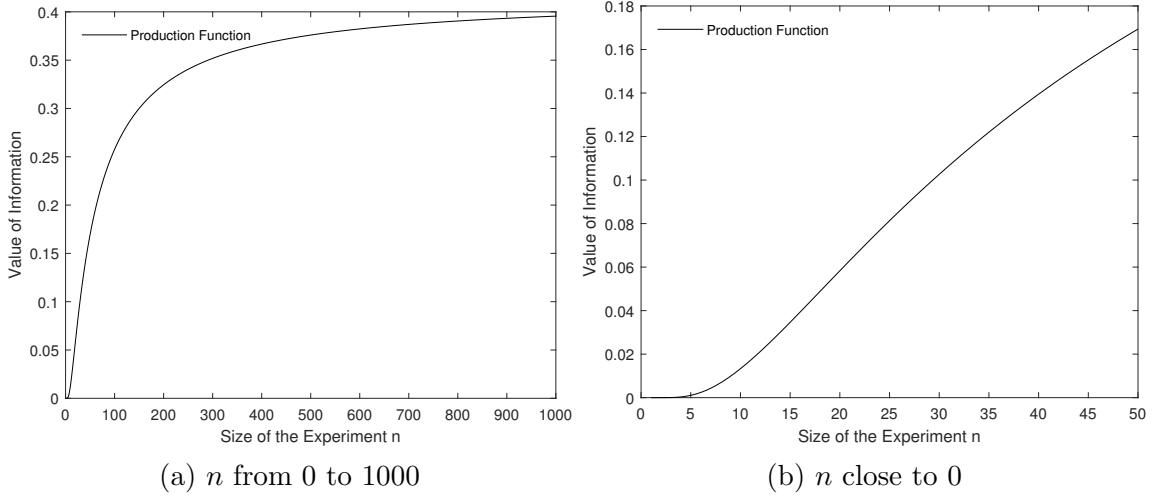 0.4
0.35
0.3
0.25
0.2
0.15
0.1
0.05
0
Value of Information
Production Function
0 100 200 300 400 500 600 700 800 900 1000
Size of the Experiment n
(a) n from 0 to 1000
0.18
0.16
0.14
0.12
0.1
0.08
0.06
0.04
0.02
0
Value of Information
Production Function
0 5 10 15 20 25 30 35 40 45 50
Size of the Experiment n
(b) n close to 0